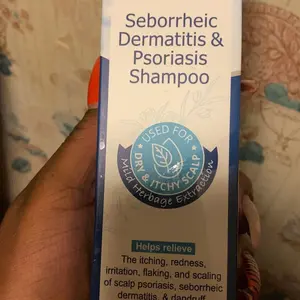 Seborrheic
Dermatitis &
Psoriasis
Shampoo
USED FOR
DRY & ITCHY SCALP
Mild Herbage Extraction
Helps relieve
The itching, redness,
irritation, flaking, and scaling
of scalp psoriasis, seborrheic
dermatitis, & dandruff